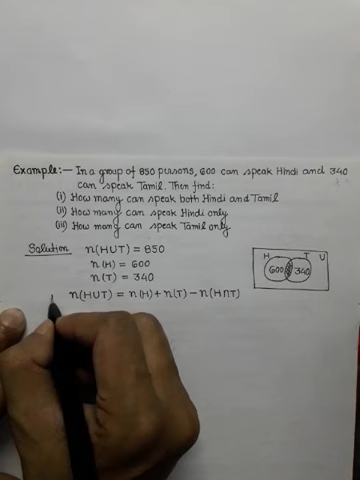 Example:— In a group of 850 persons, 600 can speak Hindi and 340
can speak Tamil. Then find:
(i) How many can speak both Hindi and Tamil
(ii) How many can speak Hindi only
(iii) How many can speak Tamil only
Solution n(HUT) = 850
n(H) = 600
n(T) = 340
H T U
600 340
n(HUT) = n(H) + n(T) − n(H∩T)